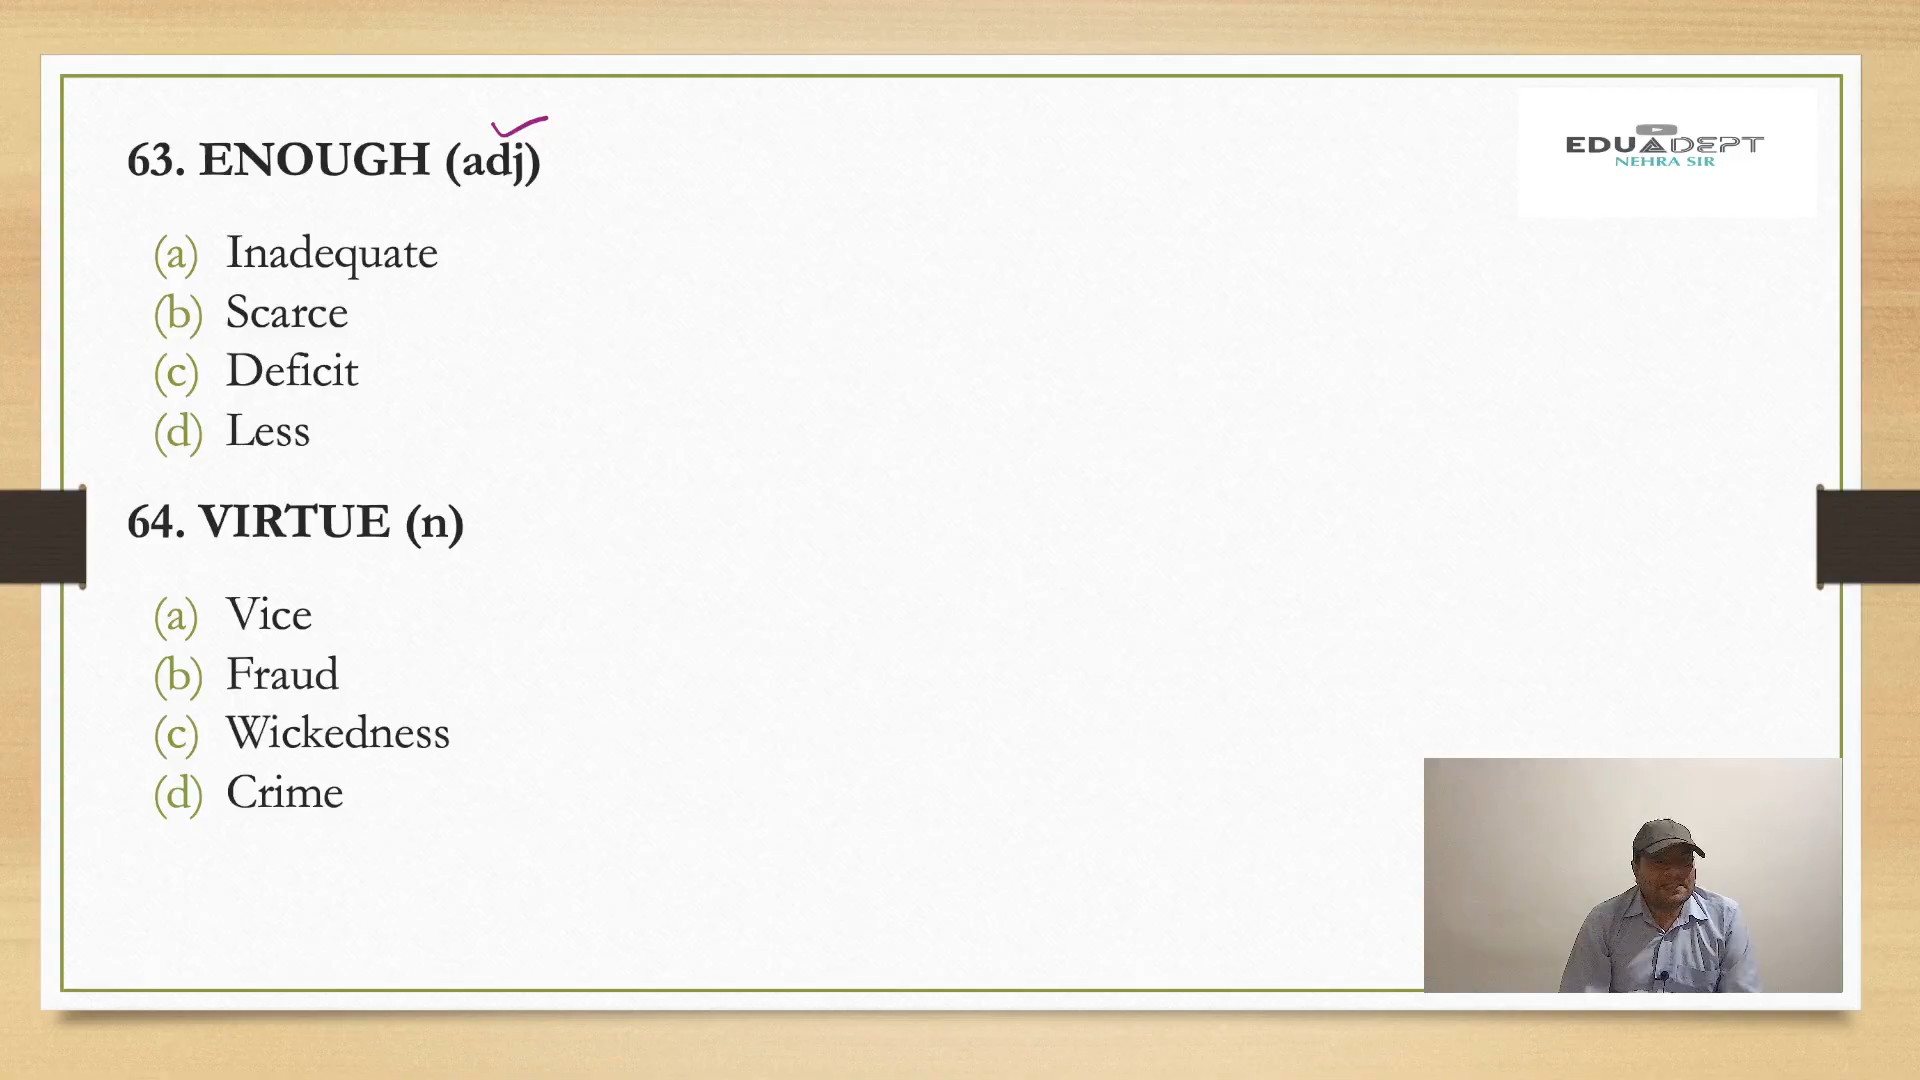 63. ENOUGH (adj)
(a) Inadequate
(b) Scarce
(c) Deficit
(d) Less
64. VIRTUE (n)
(a) Vice
(b) Fraud
(c) Wickedness
(d) Crime
EDUADEPT
NEHRA SIR